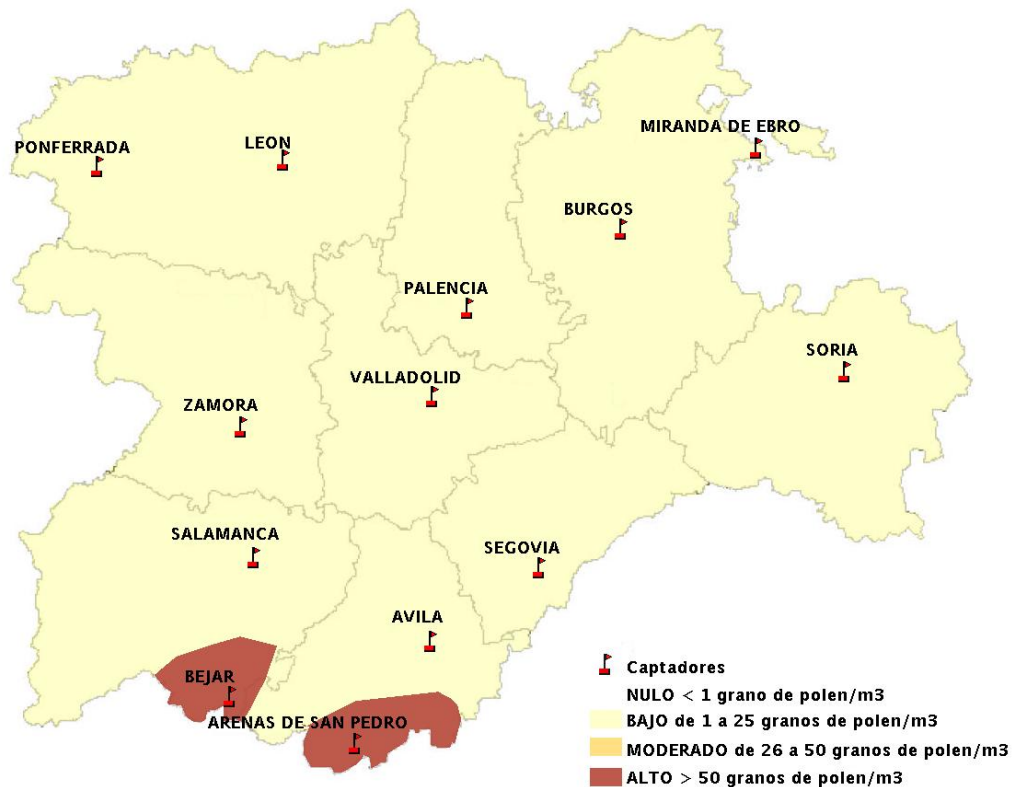 MIRANDA DE EBRO
PONFERRADA
LEON
BURGOS
PALENCIA
SORIA
VALLADOLID
ZAMORA
SALAMANCA
SEGOVIA
AVILA
BEJAR
ARENAS DE SAN PEDRO
Captadores
NULO < 1 grano de polen/m3
BAJO de 1 a 25 granos de polen/m3
MODERADO de 26 a 50 granos de polen/m3
ALTO > 50 granos de polen/m3